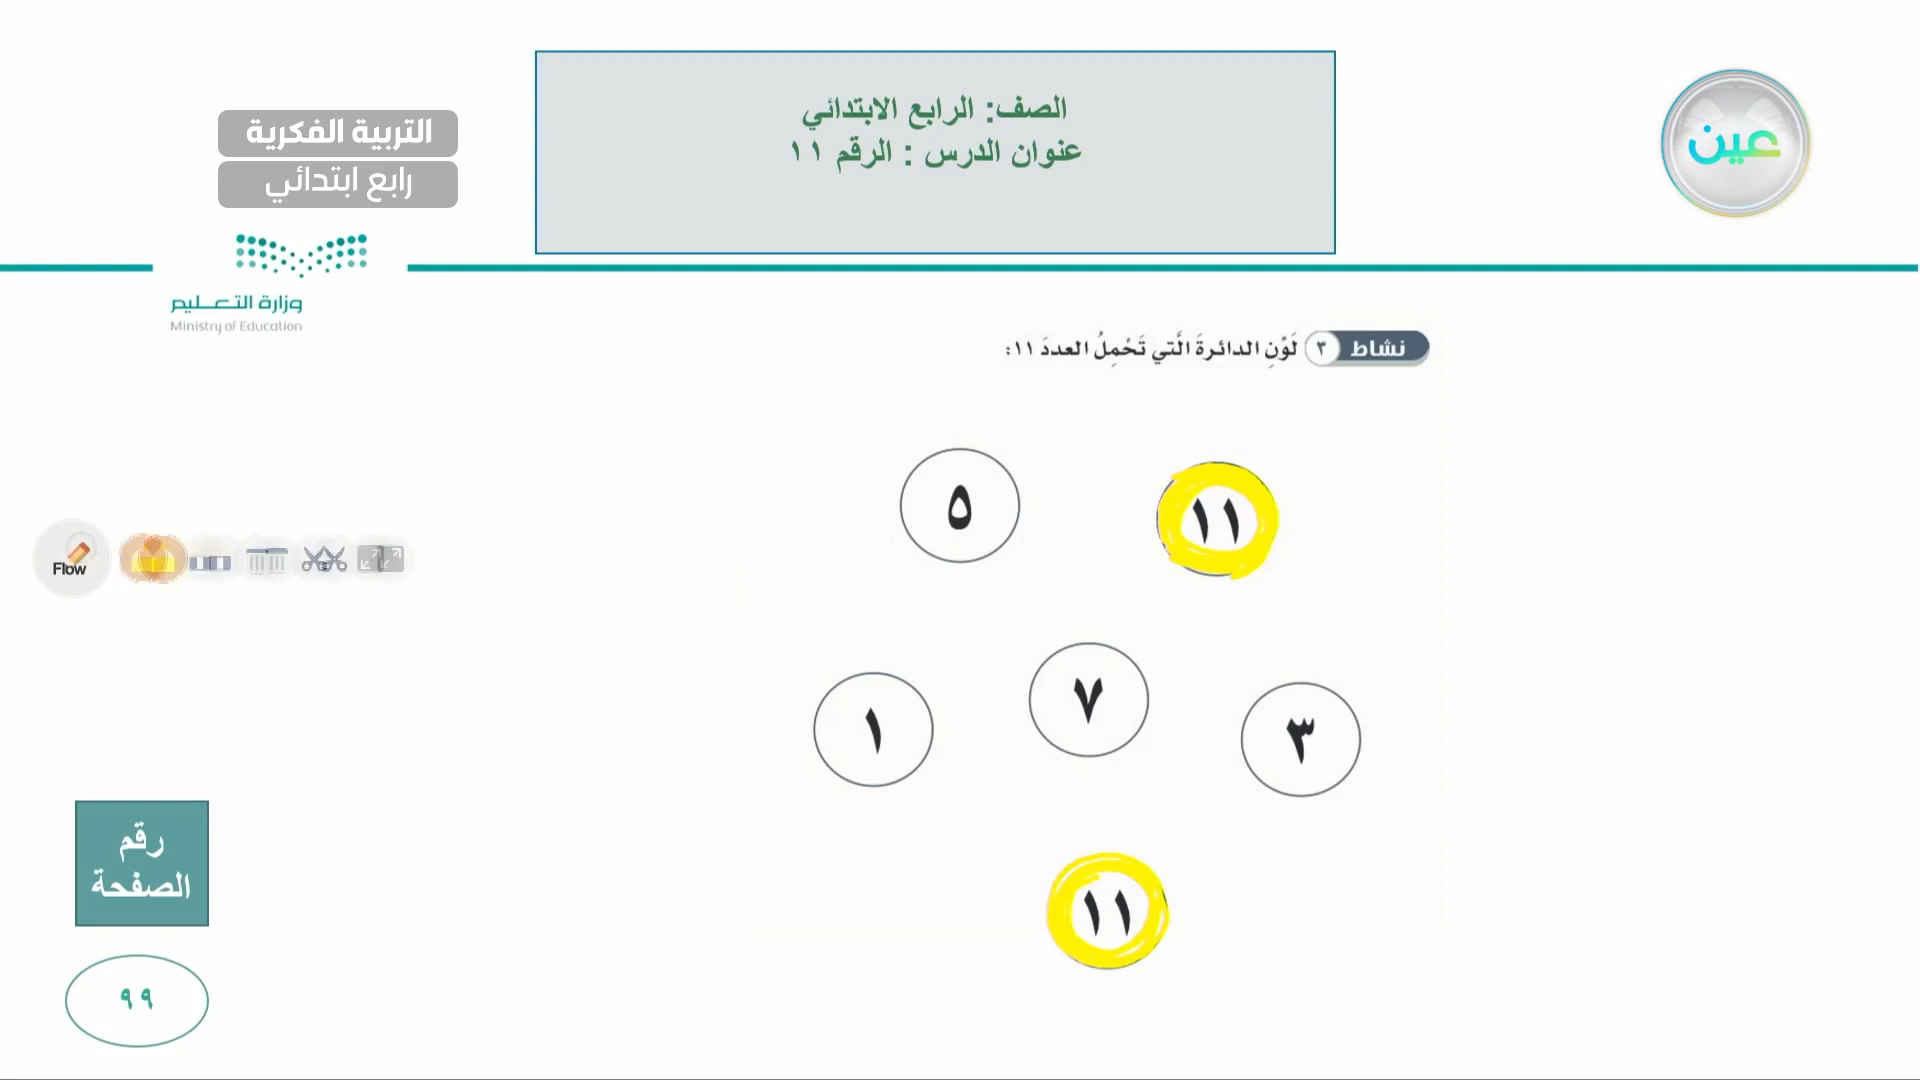 الصف: الرابع الابتدائي
عنوان الدرس : الرقم ١١
عين
التربية الفكرية
رابع ابتدائي
وزارة التعليم
Ministry of Education
نشاط ٣ لَوِّنِ الدائرةَ الَّتي تَحْمِلُ العددَ ١١:
١١
٥
٣
٧
١
١١
Flow
رقم
الصفحة
٩٩